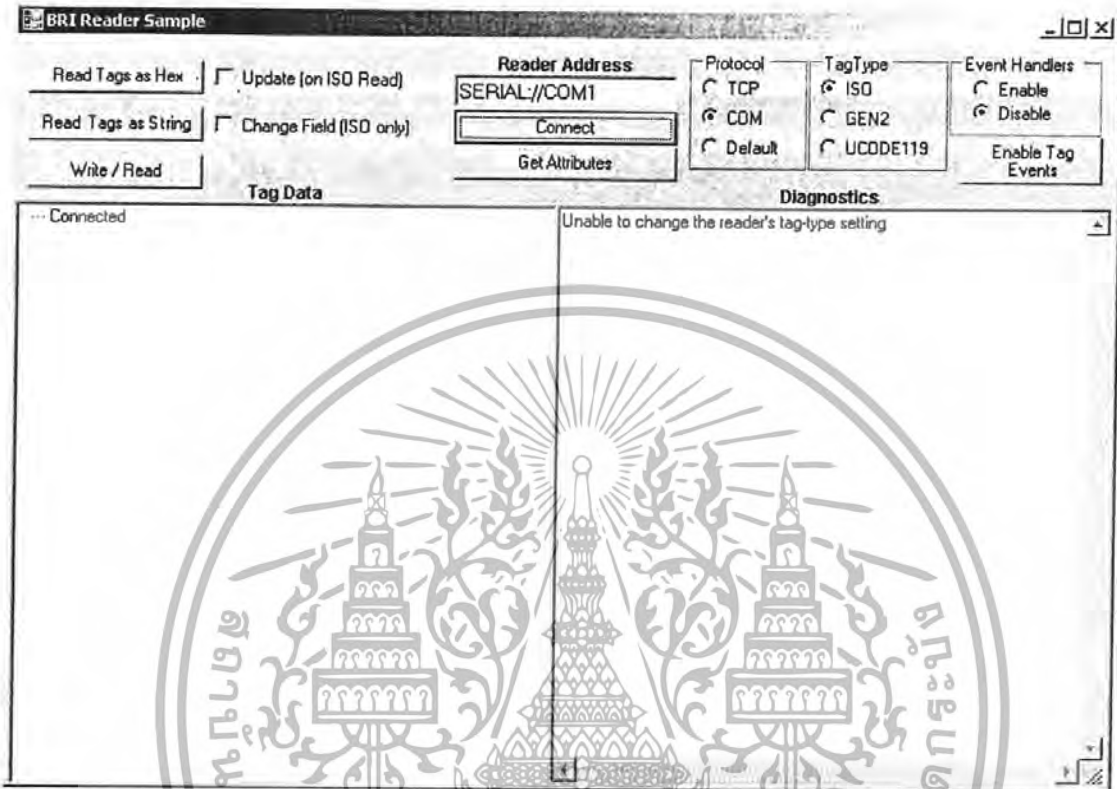 BRI Reader Sample
Read Tags as Hex
Update (on ISO Read)
Read Tags as String
Change Field (ISO only)
Write / Read
Reader Address
SERIAL://COM1
Connect
Get Attributes
Protocol
TCP
COM
Default
TagType
ISO
GEN2
UCODE119
Event Handlers
Enable
Disable
Enable Tag
Events
Tag Data
Diagnostics
Connected
Unable to change the reader's tag-type setting